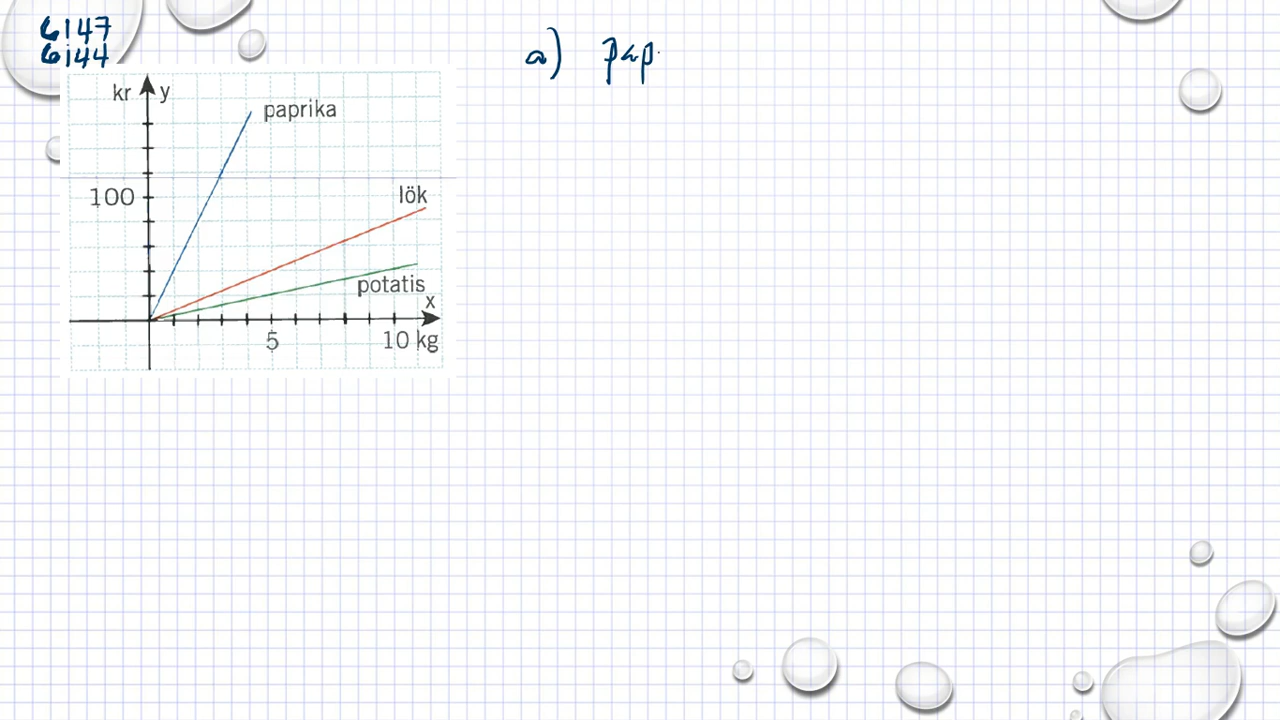 6147
6144
a) pap
kr y
paprika
100
lök
potatis
x
5
10 kg